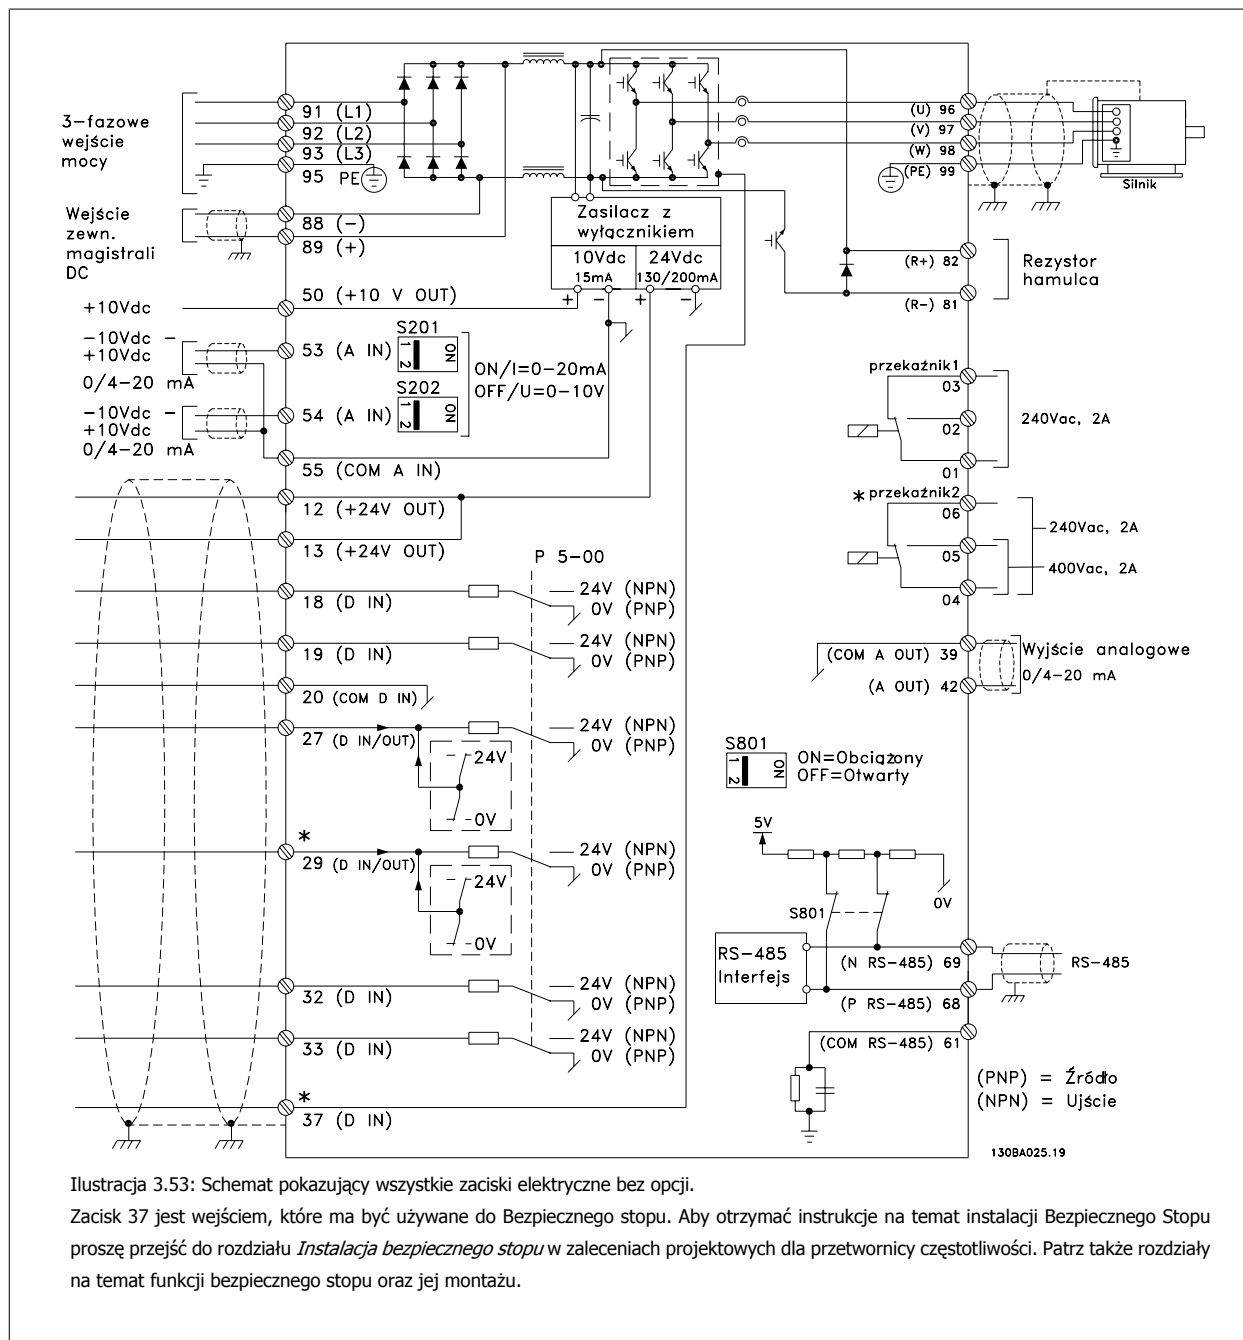 3-fazowe
wejście
mocy
91 (L1)
92 (L2)
93 (L3)
95 PE
Wejście
zewn.
magistrali
DC
88 (-)
89 (+)
+10Vdc
50 (+10 V OUT)
-10Vdc -
+10Vdc
0/4-20 mA
53 (A IN)
S201
1 2 ON
S202
1 2 ON
ON/I=0-20mA
OFF/U=0-10V
-10Vdc -
+10Vdc
0/4-20 mA
54 (A IN)
55 (COM A IN)
12 (+24V OUT)
13 (+24V OUT)
P 5-00
18 (D IN)
24V (NPN)
0V (PNP)
19 (D IN)
24V (NPN)
0V (PNP)
20 (COM D IN)
27 (D IN/OUT)
24V (NPN)
0V (PNP)
24V
0V
*
29 (D IN/OUT)
24V (NPN)
0V (PNP)
24V
0V
32 (D IN)
24V (NPN)
0V (PNP)
33 (D IN)
24V (NPN)
0V (PNP)
*
37 (D IN)
Zasilacz z
wyłącznikiem
10Vdc
15mA
24Vdc
130/200mA
+ - + -
(U) 96
(V) 97
(W) 98
(PE) 99
Silnik
(R+) 82
(R-) 81
Rezystor
hamulca
przekaźnik1
03
02
01
240Vac, 2A
* przekaźnik2
06
05
04
240Vac, 2A
400Vac, 2A
(COM A OUT) 39
(A OUT) 42
Wyjście analogowe
0/4-20 mA
S801
1 2 ON
ON=Obciążony
OFF=Otwarty
5V
0V
S801
RS-485
Interfejs
(N RS-485) 69
(P RS-485) 68
RS-485
(COM RS-485) 61
(PNP) = Źródło
(NPN) = Ujście
130BA025.19
Ilustracja 3.53: Schemat pokazujący wszystkie zaciski elektryczne bez opcji.
Zacisk 37 jest wejściem, które ma być używane do Bezpiecznego stopu. Aby otrzymać instrukcje na temat instalacji Bezpiecznego Stopu
proszę przejść do rozdziału Instalacja bezpiecznego stopu w zaleceniach projektowych dla przetwornicy częstotliwości. Patrz także rozdziały
na temat funkcji bezpiecznego stopu oraz jej montażu.